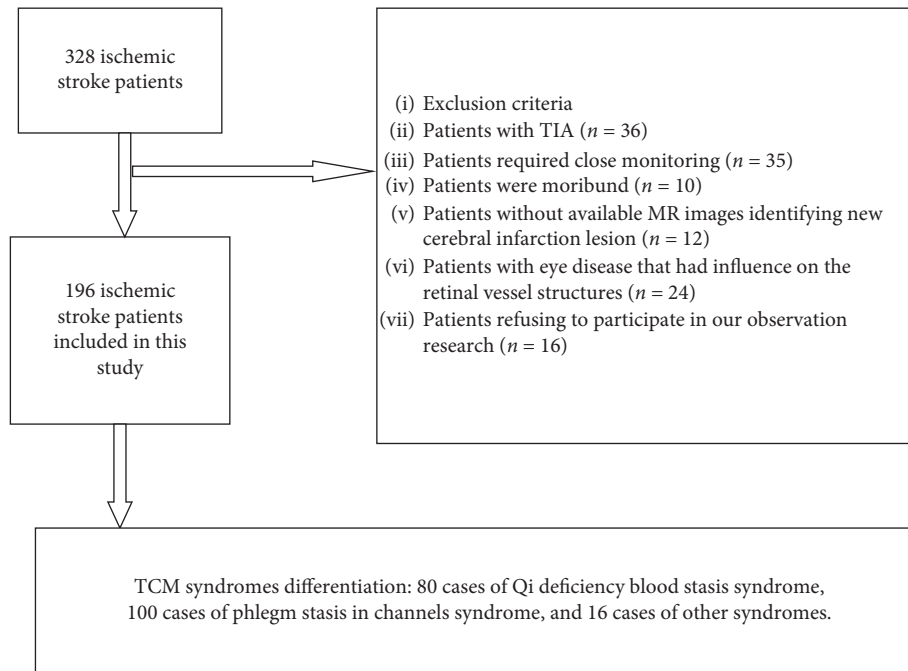 328 ischemic
stroke patients
(i) Exclusion criteria
(ii) Patients with TIA (n = 36)
(iii) Patients required close monitoring (n = 35)
(iv) Patients were moribund (n = 10)
(v) Patients without available MR images identifying new
cerebral infarction lesion (n = 12)
(vi) Patients with eye disease that had influence on the
retinal vessel structures (n = 24)
(vii) Patients refusing to participate in our observation
research (n = 16)
196 ischemic
stroke patients
included in this
study
TCM syndromes differentiation: 80 cases of Qi deficiency blood stasis syndrome,
100 cases of phlegm stasis in channels syndrome, and 16 cases of other syndromes.